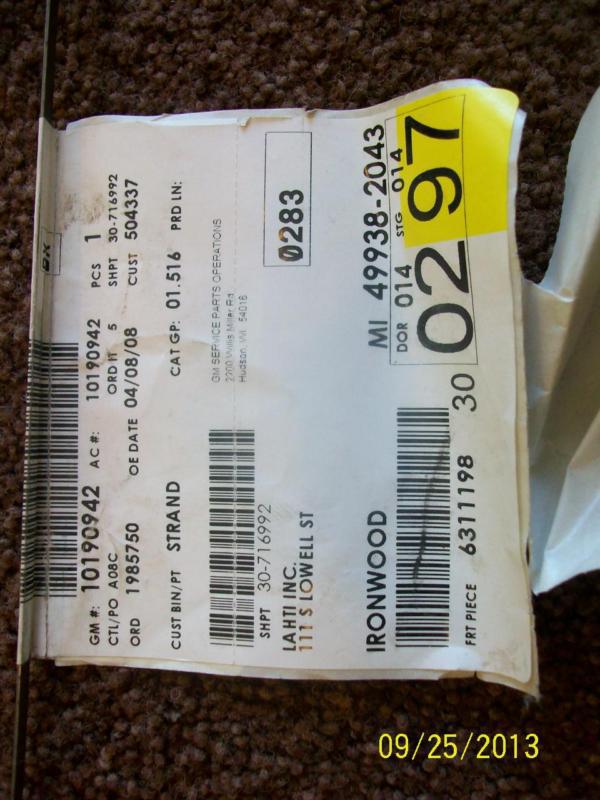 GM #: 10190942 AC #: 10190942 PCS 1
CTL/PO A08C ORD IT 5 SHPT 30-716992
ORD 1985750 OE DATE 04/08/08 CUST 504337
CUST BIN/PT STRAND CAT GP: 01.516 PRD LN:
GM SERVICE PARTS OPERATIONS
2200 Willis Miller Rd
Hudson, WI 54016
0283
SHPT 30-716992
LAHTI INC.
111 S LOWELL ST
IRONWOOD MI 49938-2043
DOR 014 STG 014
0297
FRT PIECE 6311198 30
09/25/2013